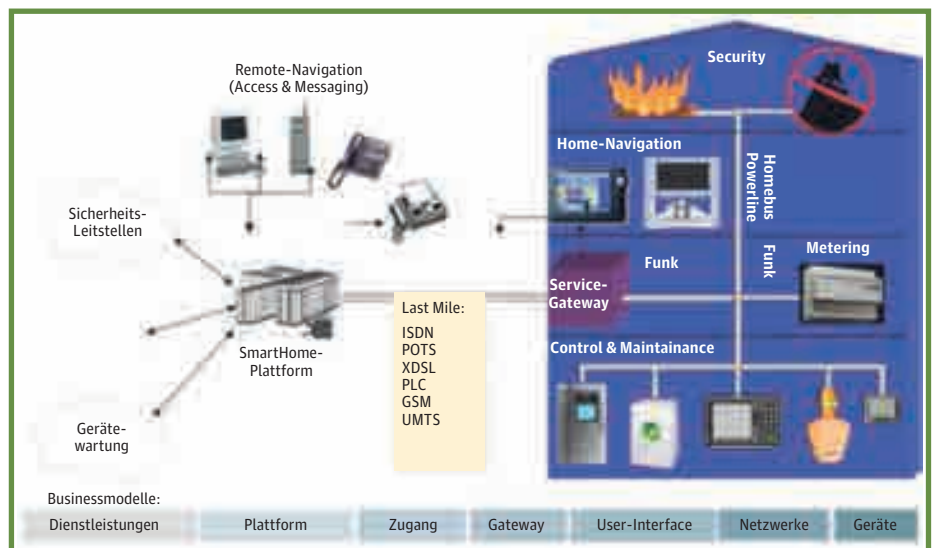 Remote-Navigation
(Access & Messaging)
Sicherheits-
Leitstellen
SmartHome-
Plattform
Geräte-
wartung
Last Mile:
ISDN
POTS
XDSL
PLC
GSM
UMTS
Security
Home-Navigation
Homebus
Powerline
Funk
Funk
Metering
Service-
Gateway
Control & Maintainance
Businessmodelle:
Dienstleistungen
Plattform
Zugang
Gateway
User-Interface
Netzwerke
Geräte